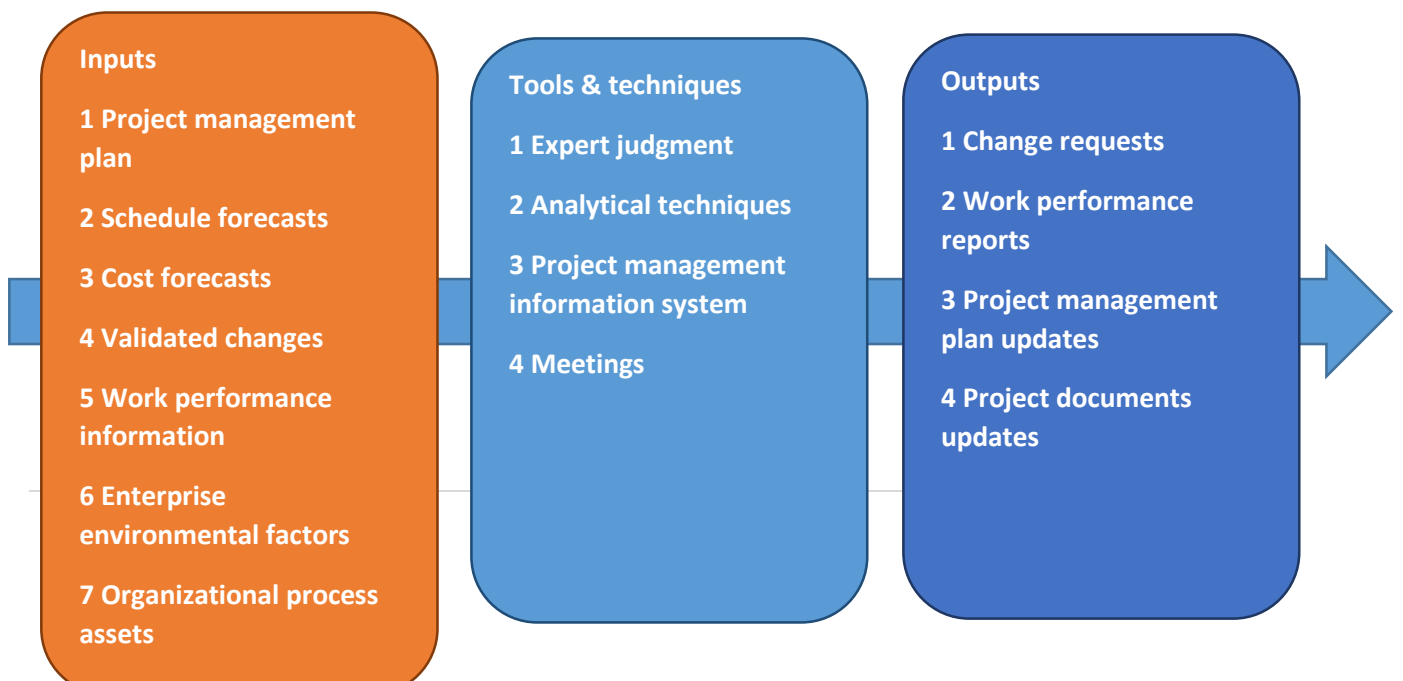 Inputs
1 Project management
plan
2 Schedule forecasts
3 Cost forecasts
4 Validated changes
5 Work performance
information
6 Enterprise
environmental factors
7 Organizational process
assets
Tools & techniques
1 Expert judgment
2 Analytical techniques
3 Project management
information system
4 Meetings
Outputs
1 Change requests
2 Work performance
reports
3 Project management
plan updates
4 Project documents
updates